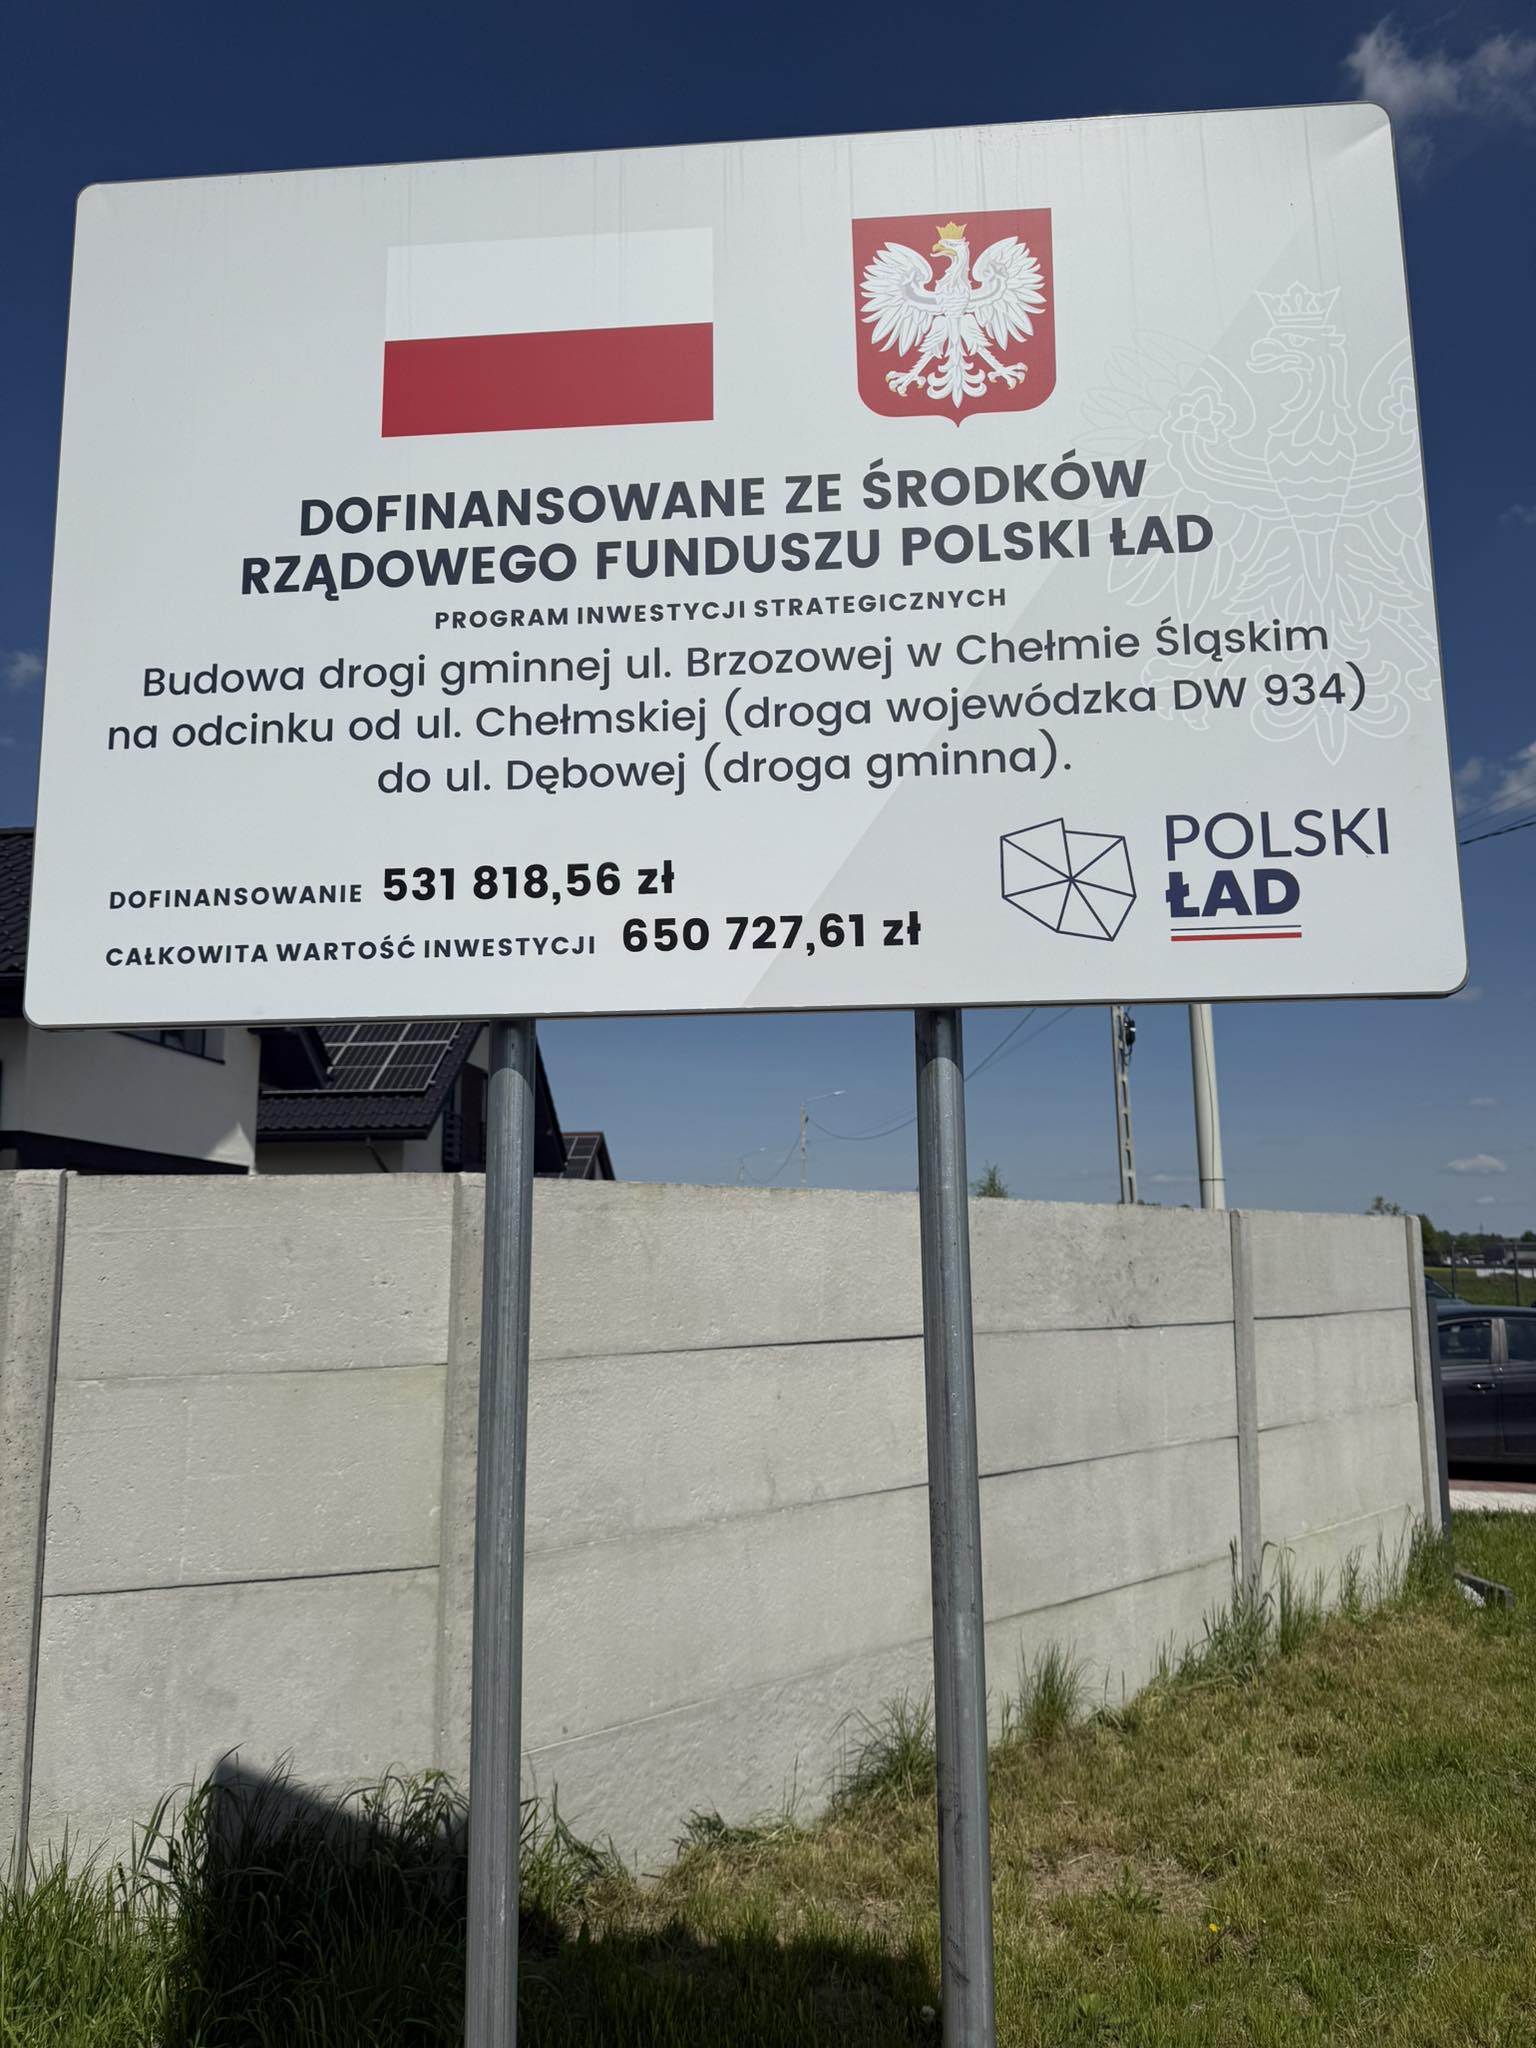 DOFINANSOWANE ZE ŚRODKÓW
RZĄDOWEGO FUNDUSZU POLSKI ŁAD
PROGRAM INWESTYCJI STRATEGICZNYCH
Budowa drogi gminnej ul. Brzozowej w Chełmie Śląskim
na odcinku od ul. Chełmskiej (droga wojewódzka DW 934)
do ul. Dębowej (droga gminna).
DOFINANSOWANIE 531 818,56 zł
CAŁKOWITA WARTOŚĆ INWESTYCJI 650 727,61 zł
POLSKI
ŁAD